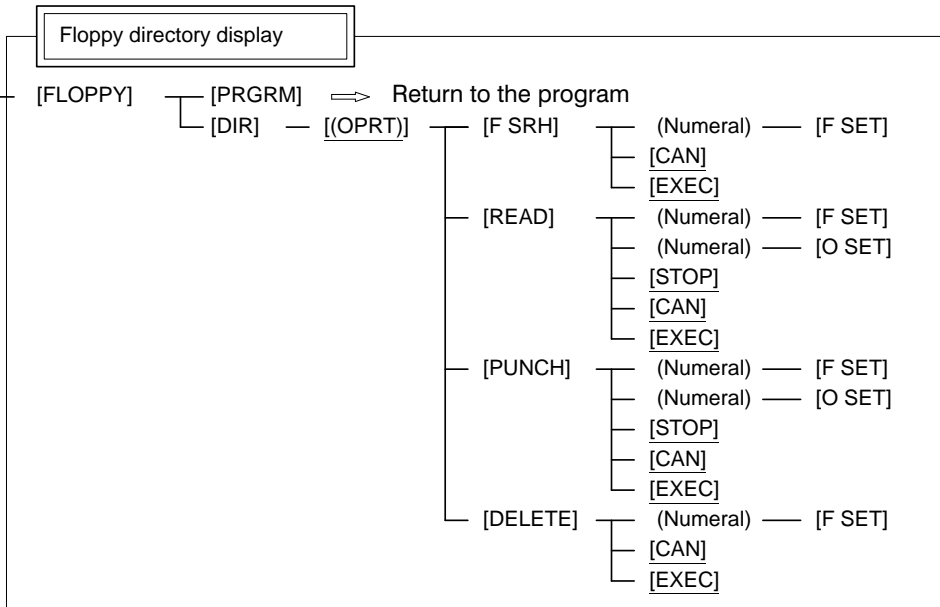 Floppy directory display
[FLOPPY] [PRGRM] Return to the program
[DIR] [(OPRT)] [F SRH] (Numeral) [F SET]
[CAN]
[EXEC]
[READ] (Numeral) [F SET]
(Numeral) [O SET]
[STOP]
[CAN]
[EXEC]
[PUNCH] (Numeral) [F SET]
(Numeral) [O SET]
[STOP]
[CAN]
[EXEC]
[DELETE] (Numeral) [F SET]
[CAN]
[EXEC]